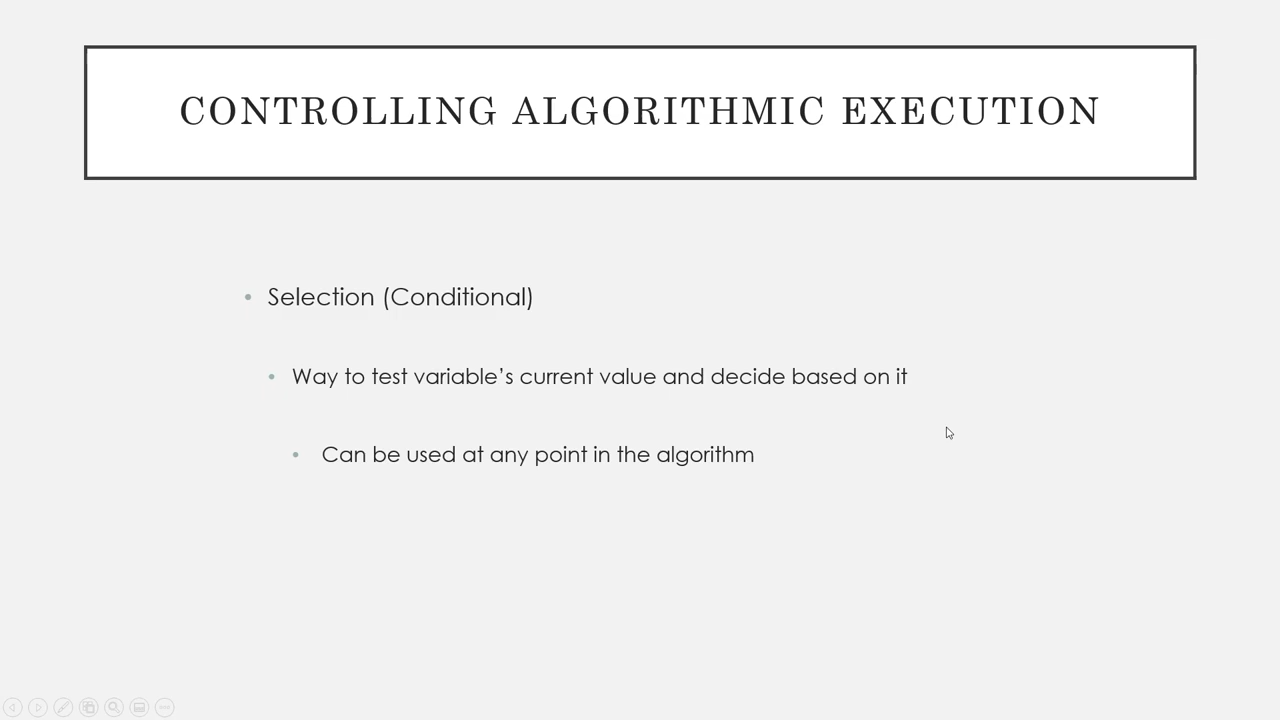 CONTROLLING ALGORITHMIC EXECUTION
• Selection (Conditional)
• Way to test variable’s current value and decide based on it
• Can be used at any point in the algorithm